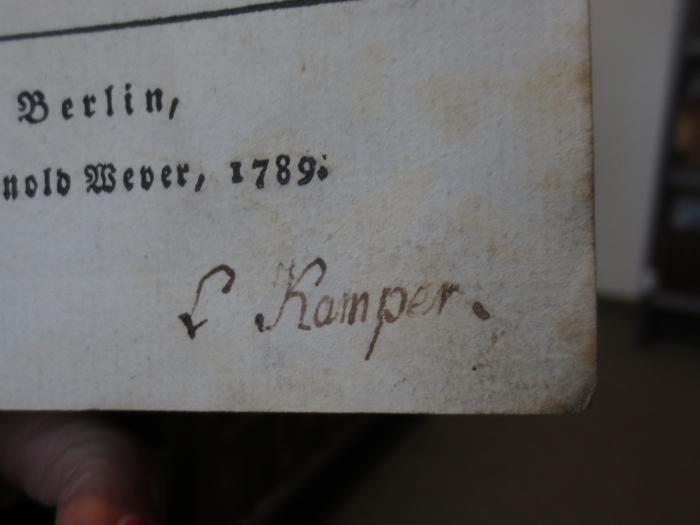 Berlin,
nold Wever, 1789.
L Kamper.